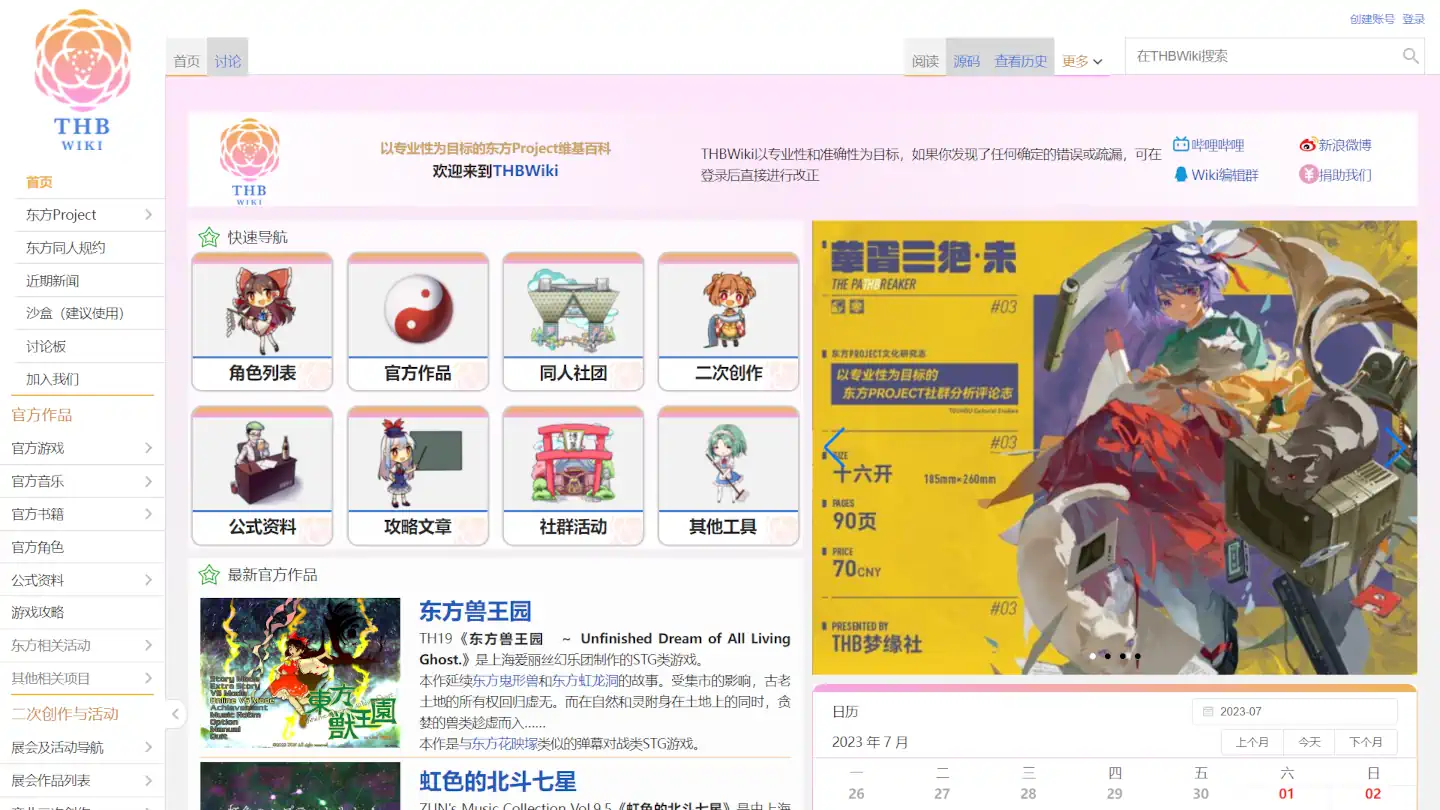 创建账号 登录
THB
WIKI
首页 讨论
阅读 源码 查看历史 更多
在THBWiki搜索
首页
东方Project
东方同人规约
近期新闻
沙盒（建议使用）
讨论板
加入我们
官方作品
官方游戏
官方音乐
官方书籍
官方角色
公式资料
游戏攻略
东方相关活动
其他相关项目
二次创作与活动
展会及活动导航
展会作品列表
THB
WIKI
以专业性为目标的东方Project维基百科
欢迎来到THBWiki
THBWiki以专业性和准确性为目标，如果你发现了任何确定的错误或疏漏，可在
登录后直接进行改正
哔哩哔哩 新浪微博
Wiki编辑群 捐助我们
快速导航
角色列表 官方作品 同人社团 二次创作
公式资料 攻略文章 社群活动 其他工具
最新官方作品
Story Mode
Extra Story
VS Mode
Online VS Mode
Achievement
Music Room
Option
Manual
Quit
東方
獣王園
东方兽王园
TH19《东方兽王园　~ Unfinished Dream of All Living
Ghost.》是上海爱丽丝幻乐团制作的STG类游戏。
本作延续东方鬼形兽和东方虹龙洞的故事。受集市的影响，古老
土地的所有权回归虚无。而在自然和灵附身在土地上的同时，贪
婪的兽类趁虚而入……
本作是与东方花映塚类似的弹幕对战类STG游戏。
虹色的北斗七星
ZUN's Music Collection Vol.9.5《虹色的北斗七星》是由上海
華胥三绝·未
THE PATHBREAKER
#03
东方PROJECT文化研究志
以专业性为目标的
东方PROJECT社群分析评论志
TOUHOU Cultural Studies
#03
SIZE
十六开 185mm×260mm
PAGES
90页
PRICE
70CNY
#03
PRESENTED BY
THB梦缘社
日历
2023-07
2023 年 7 月
上个月 今天 下个月
一 二 三 四 五 六 日
26 27 28 29 30 01 02